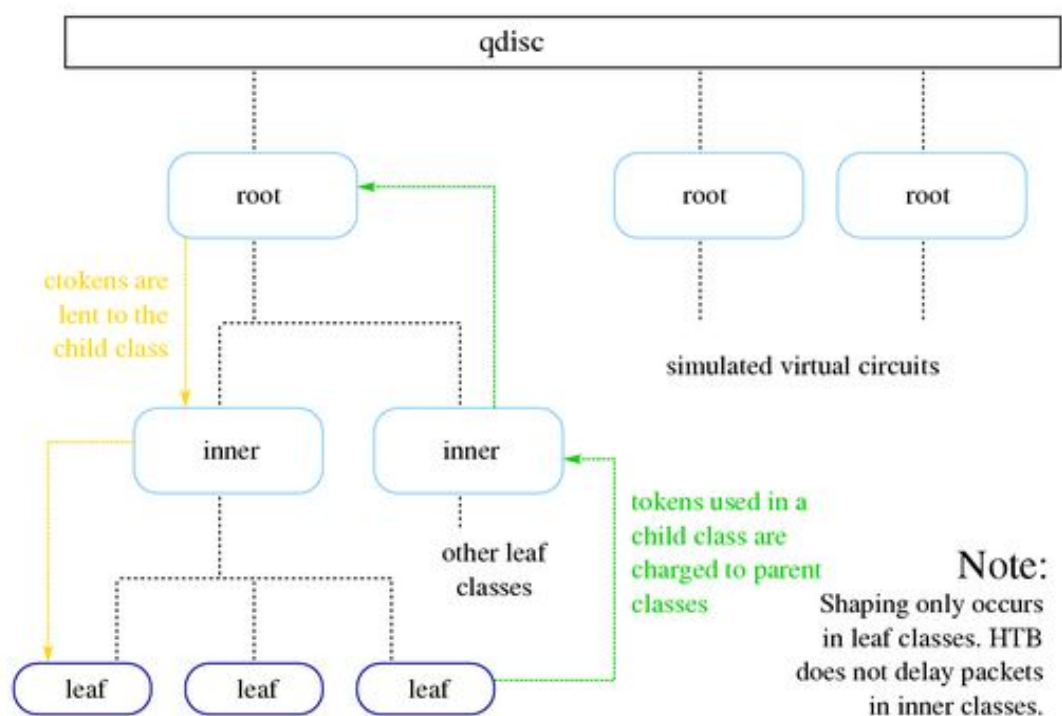 qdisc
root
root
root
ctokens are
lent to the
child class
simulated virtual circuits
inner
inner
other leaf
classes
tokens used in a
child class are
charged to parent
classes
Note:
Shaping only occurs
in leaf classes. HTB
does not delay packets
in inner classes.
leaf
leaf
leaf